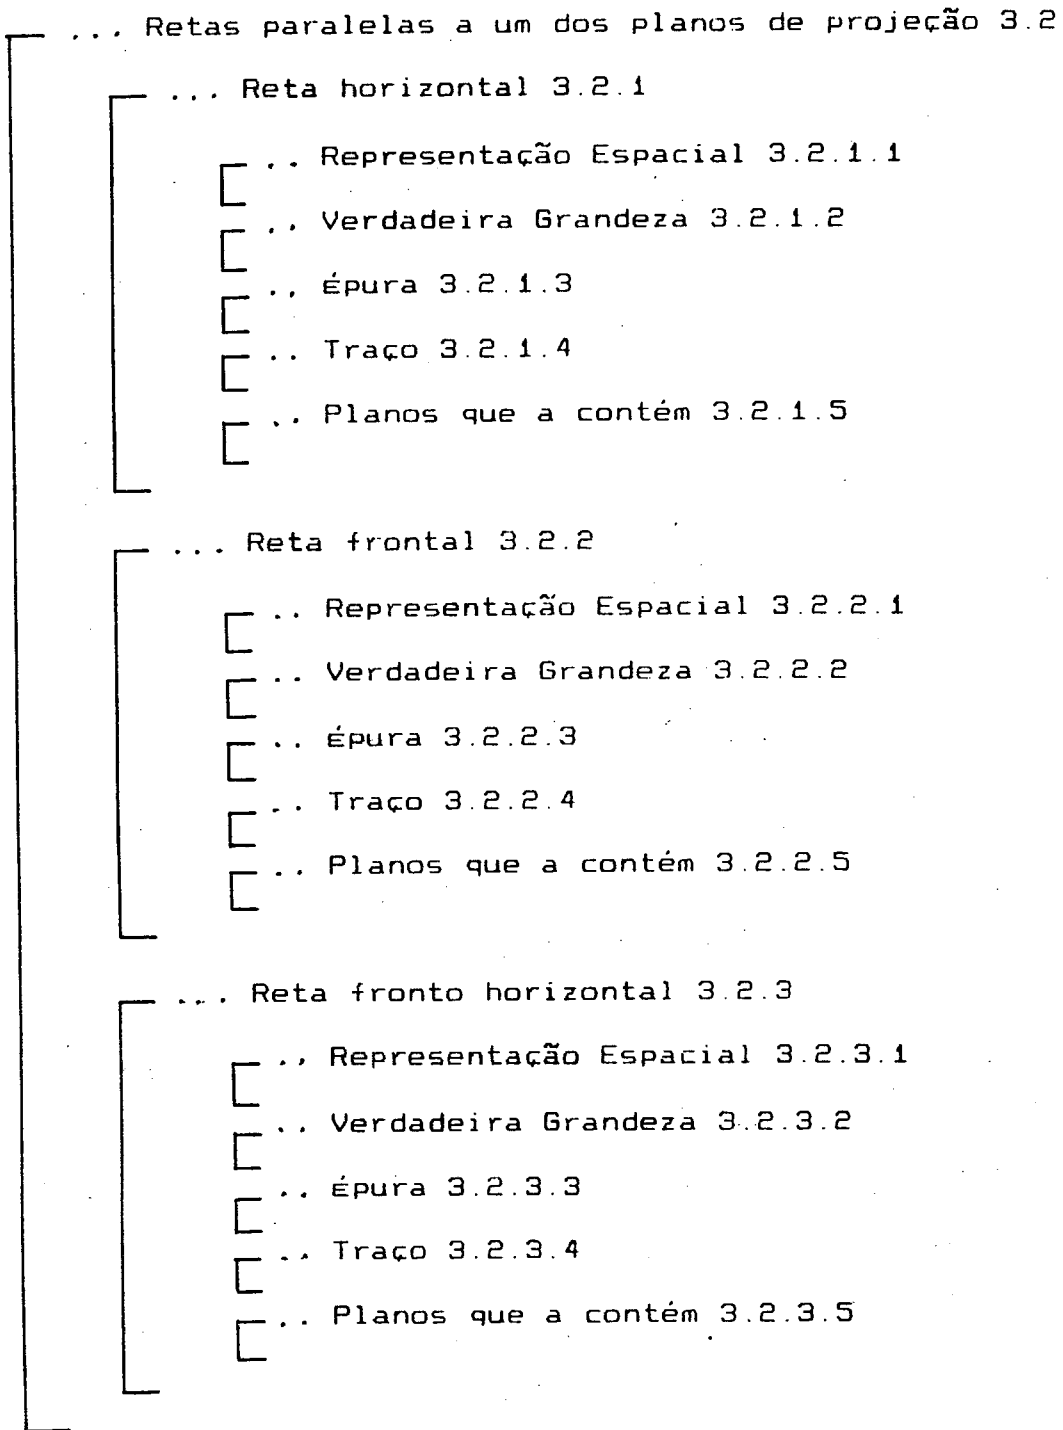 ... Retas paralelas a um dos planos de projeção 3.2
... Reta horizontal 3.2.1
.. Representação Espacial 3.2.1.1
.. Verdadeira Grandeza 3.2.1.2
.. Épura 3.2.1.3
.. Traço 3.2.1.4
.. Planos que a contém 3.2.1.5
... Reta frontal 3.2.2
.. Representação Espacial 3.2.2.1
.. Verdadeira Grandeza 3.2.2.2
.. Épura 3.2.2.3
.. Traço 3.2.2.4
.. Planos que a contém 3.2.2.5
... Reta fronto horizontal 3.2.3
.. Representação Espacial 3.2.3.1
.. Verdadeira Grandeza 3.2.3.2
.. Épura 3.2.3.3
.. Traço 3.2.3.4
.. Planos que a contém 3.2.3.5